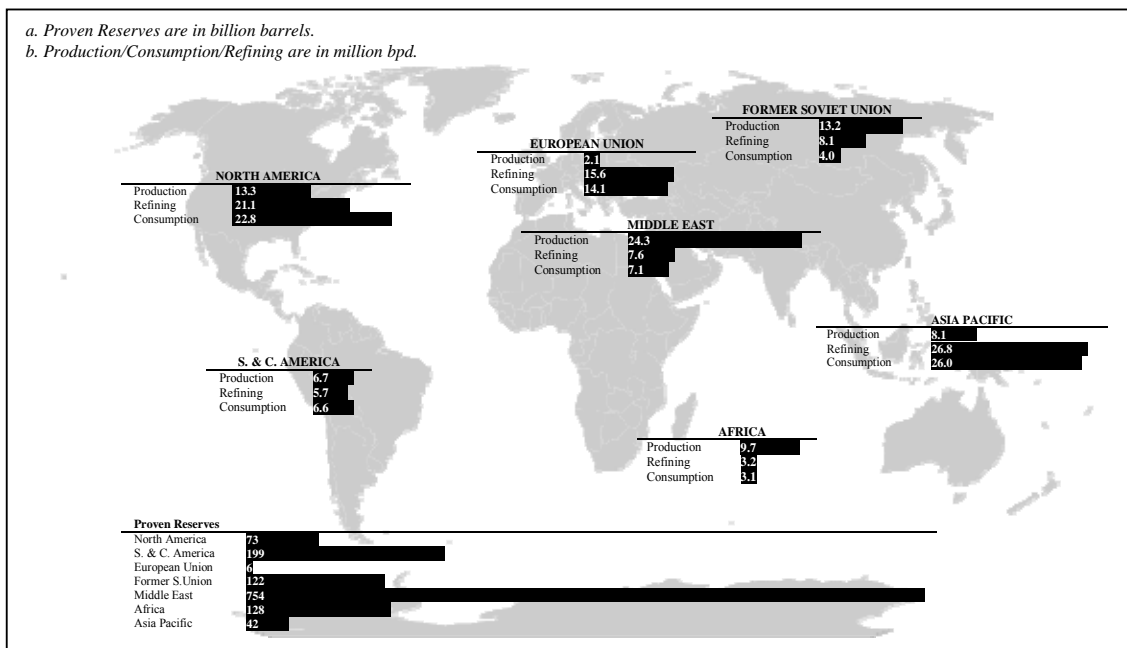 a. Proven Reserves are in billion barrels.
b. Production/Consumption/Refining are in million bpd.
FORMER SOVIET UNION
Production 13.2
Refining 8.1
Consumption 4.0
EUROPEAN UNION
Production 2.1
Refining 15.6
Consumption 14.1
NORTH AMERICA
Production 13.3
Refining 21.1
Consumption 22.8
MIDDLE EAST
Production 24.3
Refining 7.6
Consumption 7.1
ASIA PACIFIC
Production 8.1
Refining 26.8
Consumption 26.0
S. & C. AMERICA
Production 6.7
Refining 5.7
Consumption 6.6
AFRICA
Production 9.7
Refining 3.2
Consumption 3.1
Proven Reserves
North America 73
S. & C. America 199
European Union 6
Former S.Union 122
Middle East 754
Africa 128
Asia Pacific 42